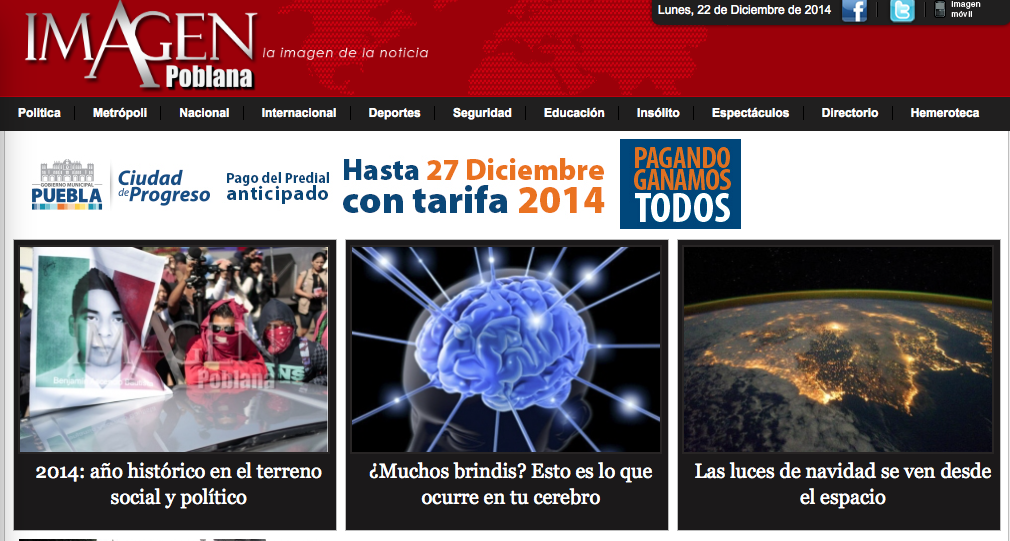 Lunes, 22 de Diciembre de 2014
Imagen
móvil
IMAGEN
Poblana
la imagen de la noticia
Política Metrópoli Nacional Internacional Deportes Seguridad Educación Insólito Espectáculos Directorio Hemeroteca
GOBIERNO MUNICIPAL
PUEBLA
Ciudad
de Progreso
Pago del Predial
anticipado
Hasta 27 Diciembre
con tarifa 2014
PAGANDO
GANAMOS
TODOS
IMAGEN
Poblana
2014: año histórico en el terreno
social y político
¿Muchos brindis? Esto es lo que
ocurre en tu cerebro
Las luces de navidad se ven desde
el espacio